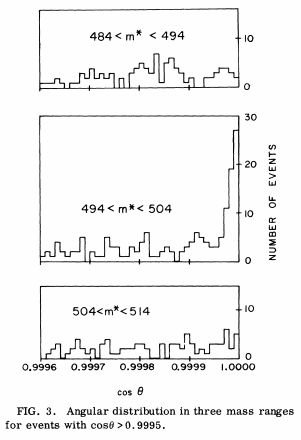 484 < m* < 494
10
0
494 < m* < 504
30
20
10
0
NUMBER OF EVENTS
504 < m* < 514
10
0
0.9996 0.9997 0.9998 0.9999 1.0000
cos θ
FIG. 3. Angular distribution in three mass ranges
for events with cosθ > 0.9995.